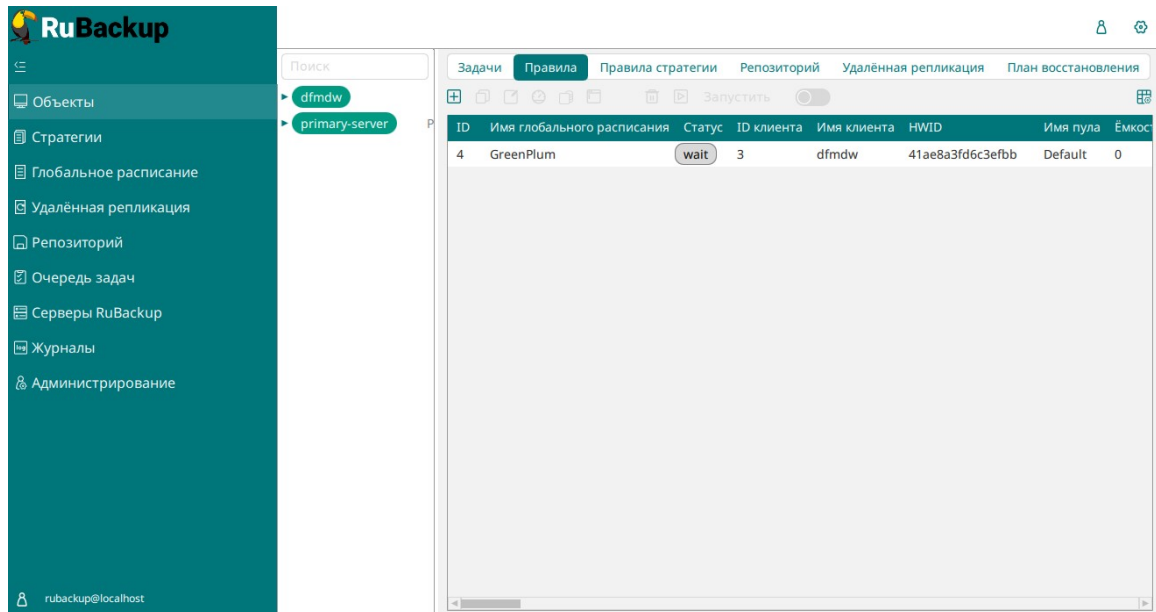 RuBackup
Объекты
Стратегии
Глобальное расписание
Удалённая репликация
Репозиторий
Очередь задач
Серверы RuBackup
log Журналы
Администрирование
rubackup@localhost
Поиск
dfmdw
primary-server
Задачи Правила Правила стратегии Репозиторий Удалённая репликация План восстановления
Запустить
ID Имя глобального расписания Статус ID клиента Имя клиента HWID Имя пула Ёмкост
4 GreenPlum wait 3 dfmdw 41ae8a3fd6c3efbb Default 0